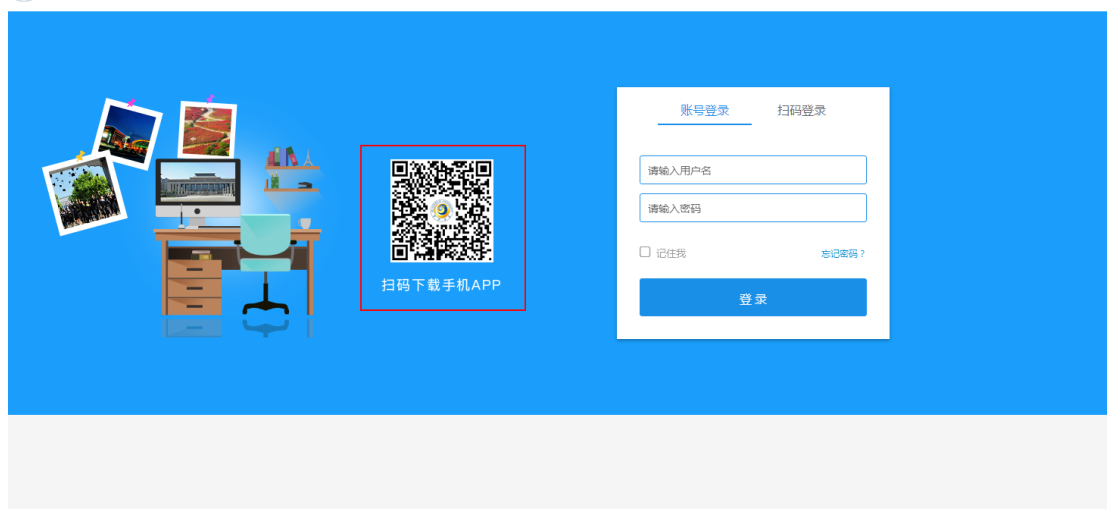 账号登录
扫码登录
请输入用户名
请输入密码
记住我
忘记密码？
登录
扫码下载手机APP